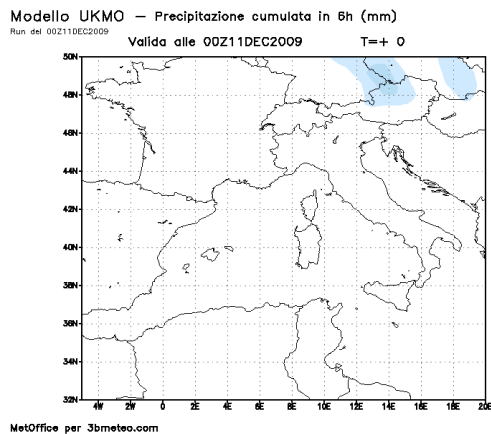 Modello UKMO – Precipitazione cumulata in 6h (mm)
Run del 00Z11DEC2009
Valida alle 00Z11DEC2009 T=+ 0
50N
48N
46N
44N
42N
40N
38N
36N
34N
32N
4W 2W 0 2E 4E 6E 8E 10E 12E 14E 16E 18E 20E
MetOffice per 3bmeteo.com